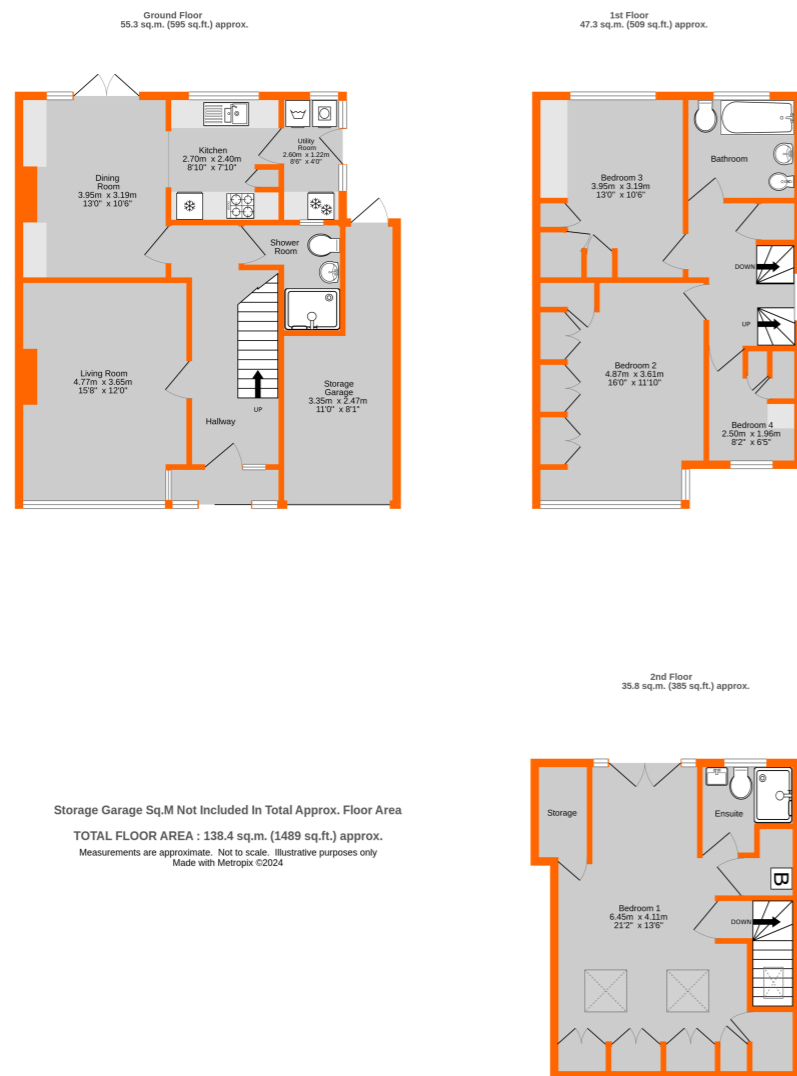 Ground Floor
55.3 sq.m. (595 sq.ft.) approx.
1st Floor
47.3 sq.m. (509 sq.ft.) approx.
Dining
Room
3.95m x 3.19m
13'0" x 10'6"
Kitchen
2.70m x 2.40m
8'10" x 7'10"
Utility
Room
2.60m x 1.22m
8'6" x 4'0"
Shower
Room
Living Room
4.77m x 3.65m
15'8" x 12'0"
UP
Hallway
Storage
Garage
3.35m x 2.47m
11'0" x 8'1"
Bedroom 3
3.95m x 3.19m
13'0" x 10'6"
Bathroom
DOWN
UP
Bedroom 2
4.87m x 3.61m
16'0" x 11'10"
Bedroom 4
2.50m x 1.96m
8'2" x 6'5"
2nd Floor
35.8 sq.m. (385 sq.ft.) approx.
Storage
Ensuite
B
Bedroom 1
6.45m x 4.11m
21'2" x 13'6"
DOWN
Storage Garage Sq.M Not Included In Total Approx. Floor Area
TOTAL FLOOR AREA : 138.4 sq.m. (1489 sq.ft.) approx.
Measurements are approximate. Not to scale. Illustrative purposes only
Made with Metropix ©2024